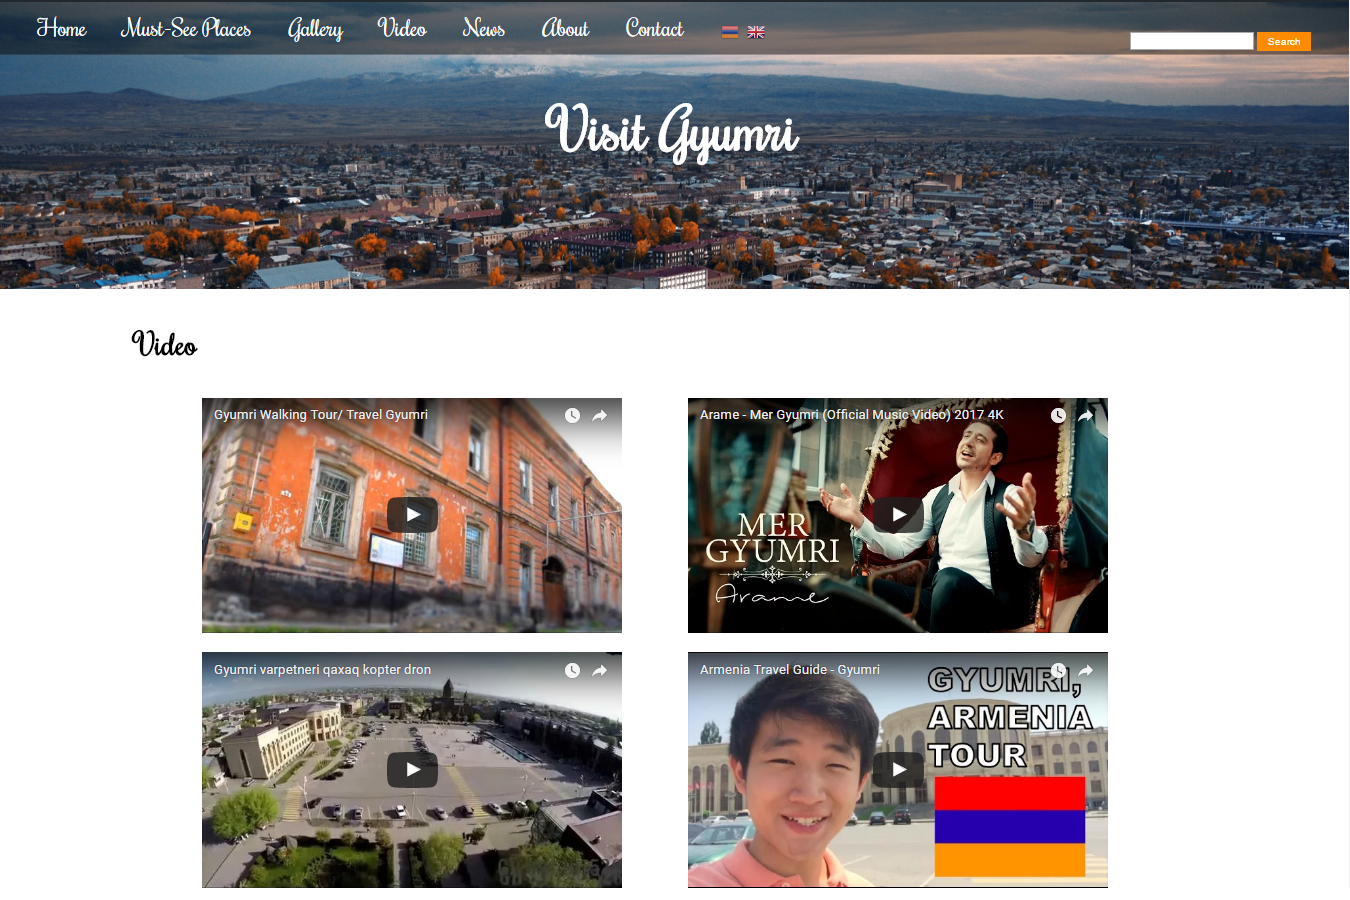 Home Must-See Places Gallery Video News About Contact
Search
Visit Gyumri
Video
Gyumri Walking Tour/ Travel Gyumri
Arame - Mer Gyumri (Official Music Video) 2017 4K
MER
GYUMRI
Arame
Gyumri varpetneri qaxaq kopter dron
Armenia Travel Guide - Gyumri
GYUMRI,
ARMENIA
TOUR